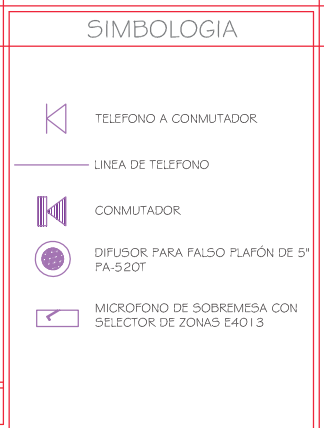 SIMBOLOGIA
TELEFONO A CONMUTADOR
LINEA DE TELEFONO
CONMUTADOR
DIFUSOR PARA FALSO PLAFÓN DE 5"
PA-520T
MICROFONO DE SOBREMESA CON
SELECTOR DE ZONAS E4013